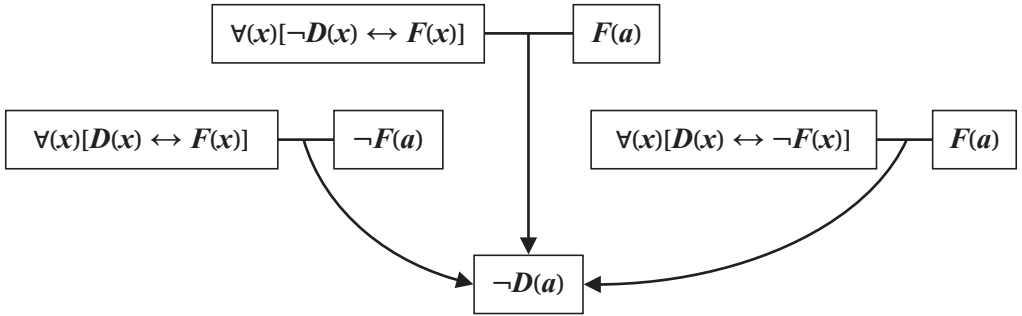 ∀(x)[¬D(x) ↔ F(x)] F(a)
∀(x)[D(x) ↔ F(x)] ¬F(a) ∀(x)[D(x) ↔ ¬F(x)] F(a)
¬D(a)